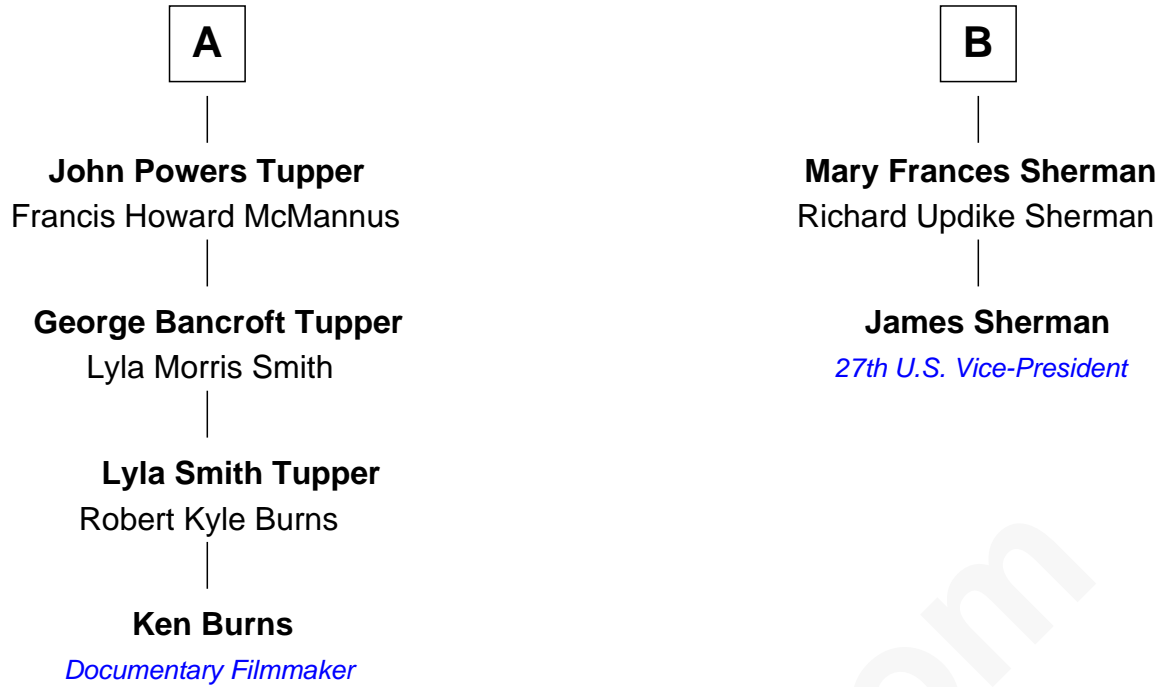 A
John Powers Tupper
Francis Howard McMannus
George Bancroft Tupper
Lyla Morris Smith
Lyla Smith Tupper
Robert Kyle Burns
Ken Burns
Documentary Filmmaker
B
Mary Frances Sherman
Richard Updike Sherman
James Sherman
27th U.S. Vice-President
om